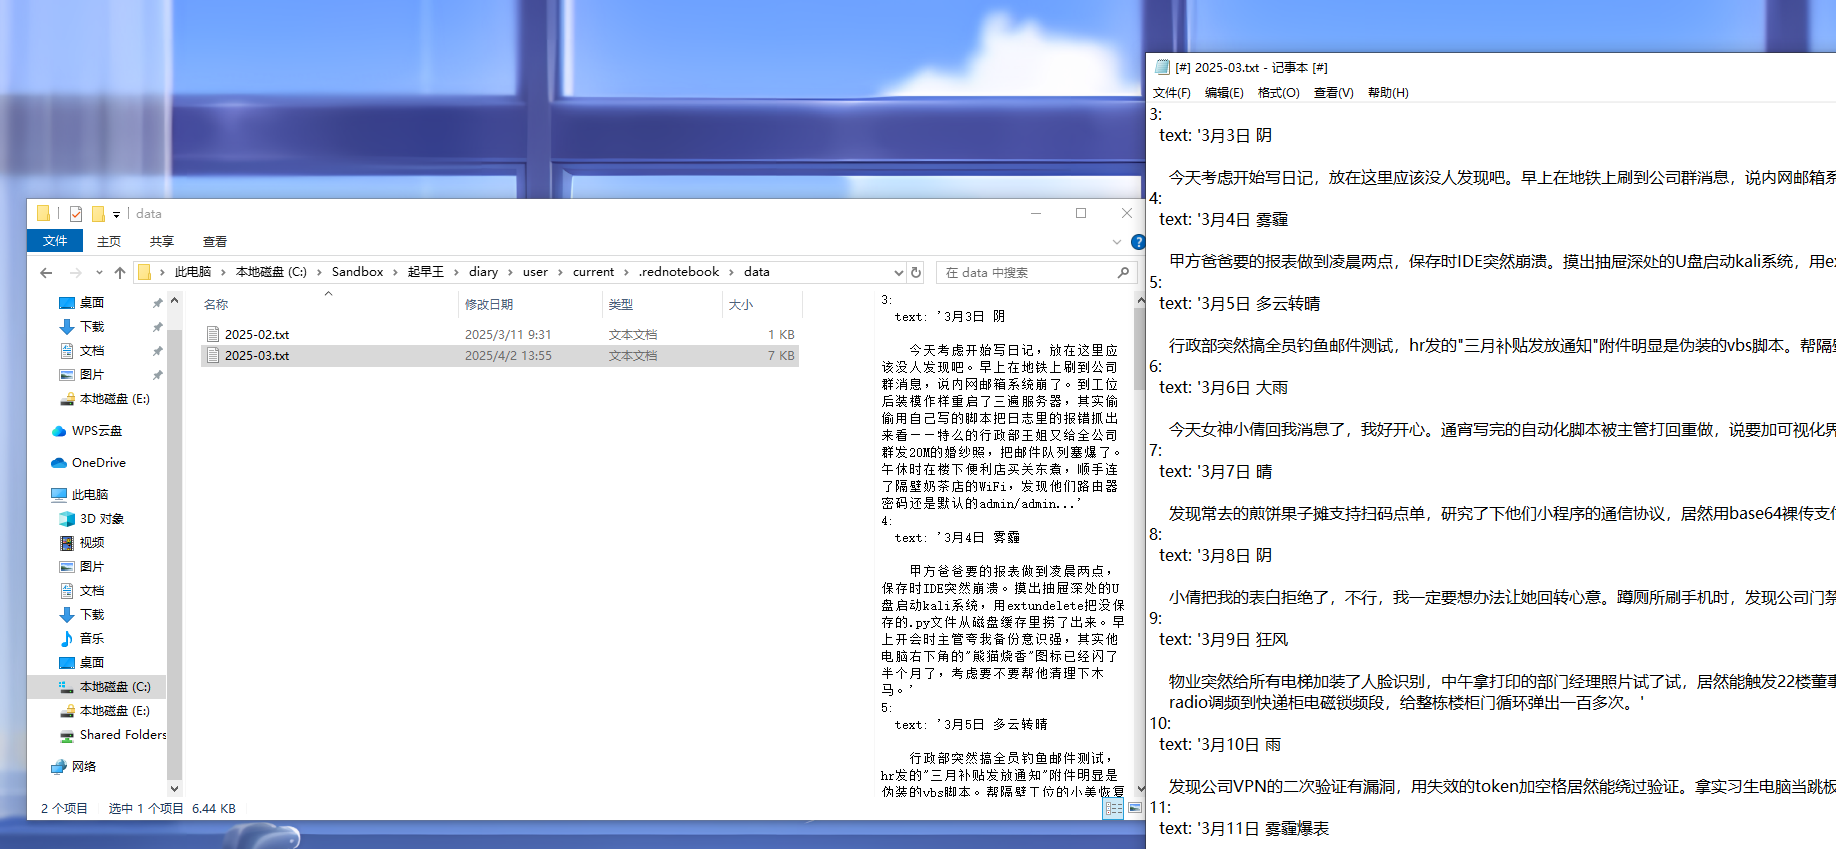 data
文件 主页 共享 查看
此电脑 › 本地磁盘 (C:) › Sandbox › 起早王 › diary › user › current › .rednotebook › data
在 data 中搜索
桌面
下载
文档
图片
本地磁盘 (E:)
WPS云盘
OneDrive
此电脑
3D 对象
视频
图片
文档
下载
音乐
桌面
本地磁盘 (C:)
本地磁盘 (E:)
Shared Folders
网络
名称 修改日期 类型 大小
2025-02.txt 2025/3/11 9:31 文本文档 1 KB
2025-03.txt 2025/4/2 13:55 文本文档 7 KB
3:
text: '3月3日 阴
今天考虑开始写日记，放在这里应
该没人发现吧。早上在地铁上刷到公司
群消息，说内网邮箱系统崩了。到工位
后装模作样重启了三遍服务器，其实偷
偷用自己写的脚本把日志里的报错抓出
来看——特么的行政部王姐又给全公司
群发20M的婚纱照，把邮件队列塞爆了。
午休时在楼下便利店买关东煮，顺手连
了隔壁奶茶店的WiFi，发现他们路由器
密码还是默认的admin/admin...'
4:
text: '3月4日 雾霾
甲方爸爸要的报表做到凌晨两点，
保存时IDE突然崩溃。摸出抽屉深处的U
盘启动kali系统，用extundelete把没保
存的.py文件从磁盘缓存里捞了出来。早
上开会时主管夸我备份意识强，其实他
电脑右下角的"熊猫烧香"图标已经闪了
半个月了，考虑要不要帮他清理下木
马。'
5:
text: '3月5日 多云转晴
行政部突然搞全员钓鱼邮件测试，
hr发的"三月补贴发放通知"附件明显是
伪装的vbs脚本。帮隔壁工位的小美恢复
2 个项目 选中 1 个项目 6.44 KB
[#] 2025-03.txt - 记事本 [#]
文件(F) 编辑(E) 格式(O) 查看(V) 帮助(H)
3:
text: '3月3日 阴
今天考虑开始写日记，放在这里应该没人发现吧。早上在地铁上刷到公司群消息，说内网邮箱系
4:
text: '3月4日 雾霾
甲方爸爸要的报表做到凌晨两点，保存时IDE突然崩溃。摸出抽屉深处的U盘启动kali系统，用ex
5:
text: '3月5日 多云转晴
行政部突然搞全员钓鱼邮件测试，hr发的"三月补贴发放通知"附件明显是伪装的vbs脚本。帮隔
6:
text: '3月6日 大雨
今天女神小倩回我消息了，我好开心。通宵写完的自动化脚本被主管打回重做，说要加可视化界
7:
text: '3月7日 晴
发现常去的煎饼果子摊支持扫码点单，研究了下他们小程序的通信协议，居然用base64裸传支
8:
text: '3月8日 阴
小倩把我的表白拒绝了，不行，我一定要想办法让她回转心意。蹲厕所刷手机时，发现公司门禁
9:
text: '3月9日 狂风
物业突然给所有电梯加装了人脸识别，中午拿打印的部门经理照片试了试，居然能触发22楼董事
radio调频到快递柜电磁锁频段，给整栋楼柜门循环弹出一百多次。'
10:
text: '3月10日 雨
发现公司VPN的二次验证有漏洞，用失效的token加空格居然能绕过验证。拿实习生电脑当跳板
11:
text: '3月11日 雾霾爆表